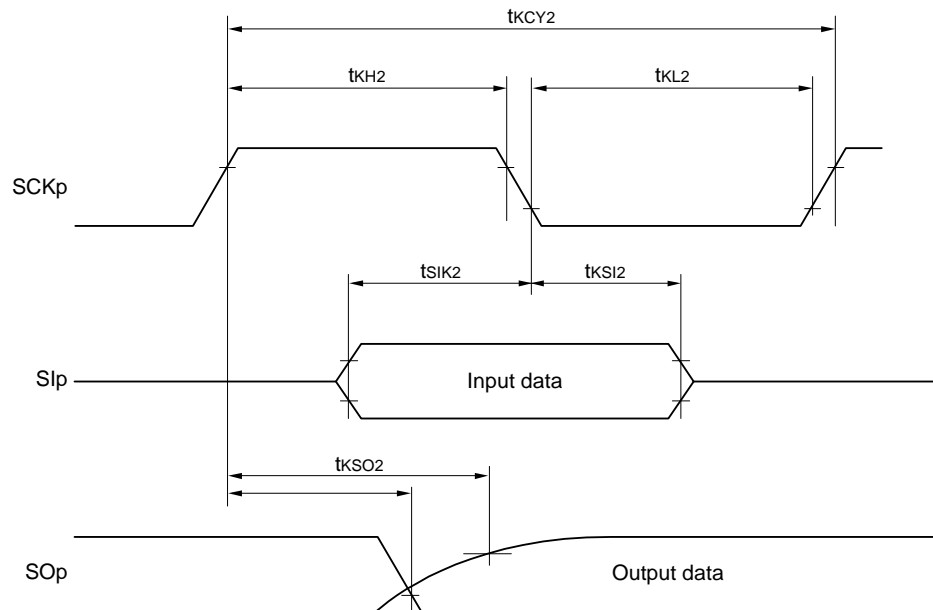 tKCY2
tKH2
tKL2
SCKp
tSIK2
tKSI2
SIp
Input data
tKSO2
SOp
Output data